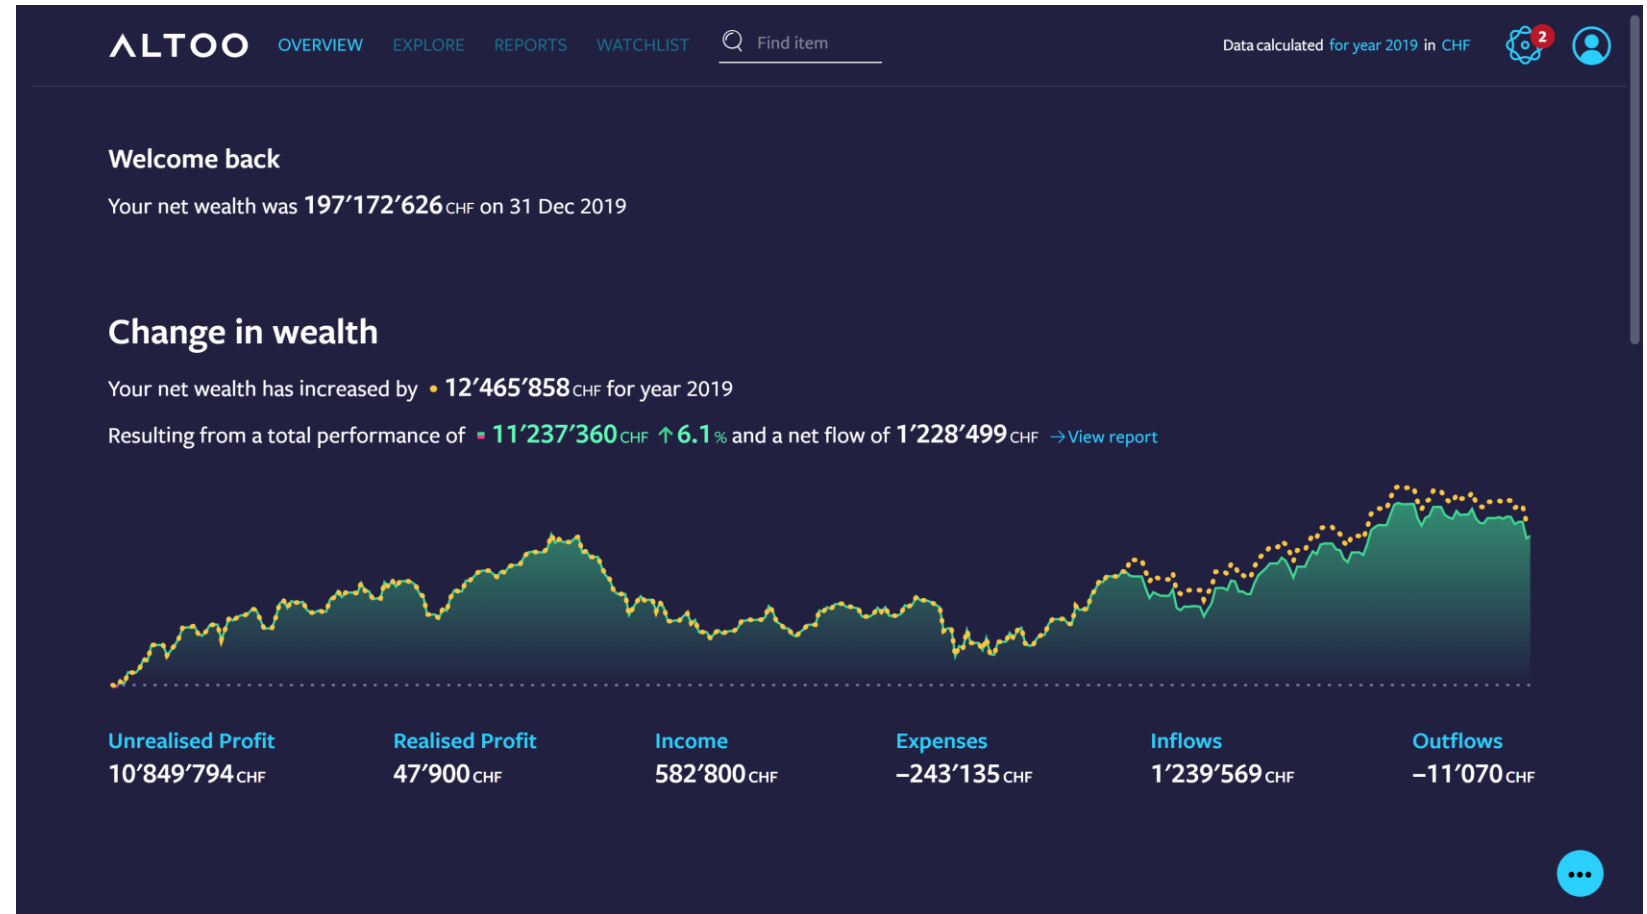 ALTOO OVERVIEW EXPLORE REPORTS WATCHLIST Find item Data calculated for year 2019 in CHF 2
Welcome back
Your net wealth was 197′172′626 CHF on 31 Dec 2019
Change in wealth
Your net wealth has increased by • 12′465′858 CHF for year 2019
Resulting from a total performance of 11′237′360 CHF ↑ 6.1 % and a net flow of 1′228′499 CHF → View report
Unrealised Profit Realised Profit Income Expenses Inflows Outflows
10′849′794 CHF 47′900 CHF 582′800 CHF –243′135 CHF 1′239′569 CHF –11′070 CHF